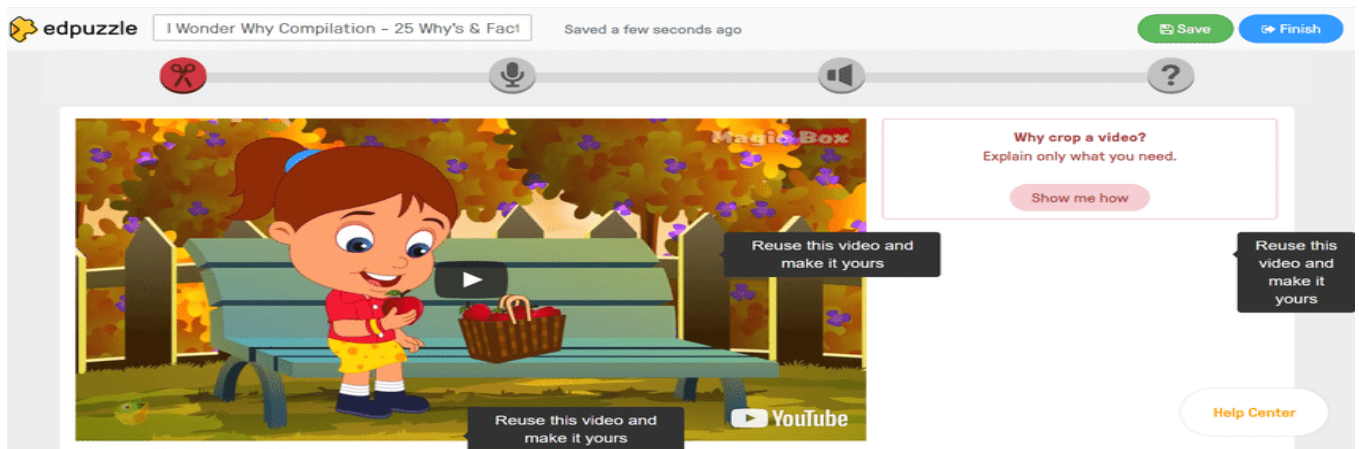 edpuzzle
I Wonder Why Compilation - 25 Why's & Fact
Saved a few seconds ago
Save
Finish
?
Magic Box
Why crop a video?
Explain only what you need.
Show me how
Reuse this video and
make it yours
Reuse this
video and
make it
yours
Reuse this video and
make it yours
YouTube
Help Center